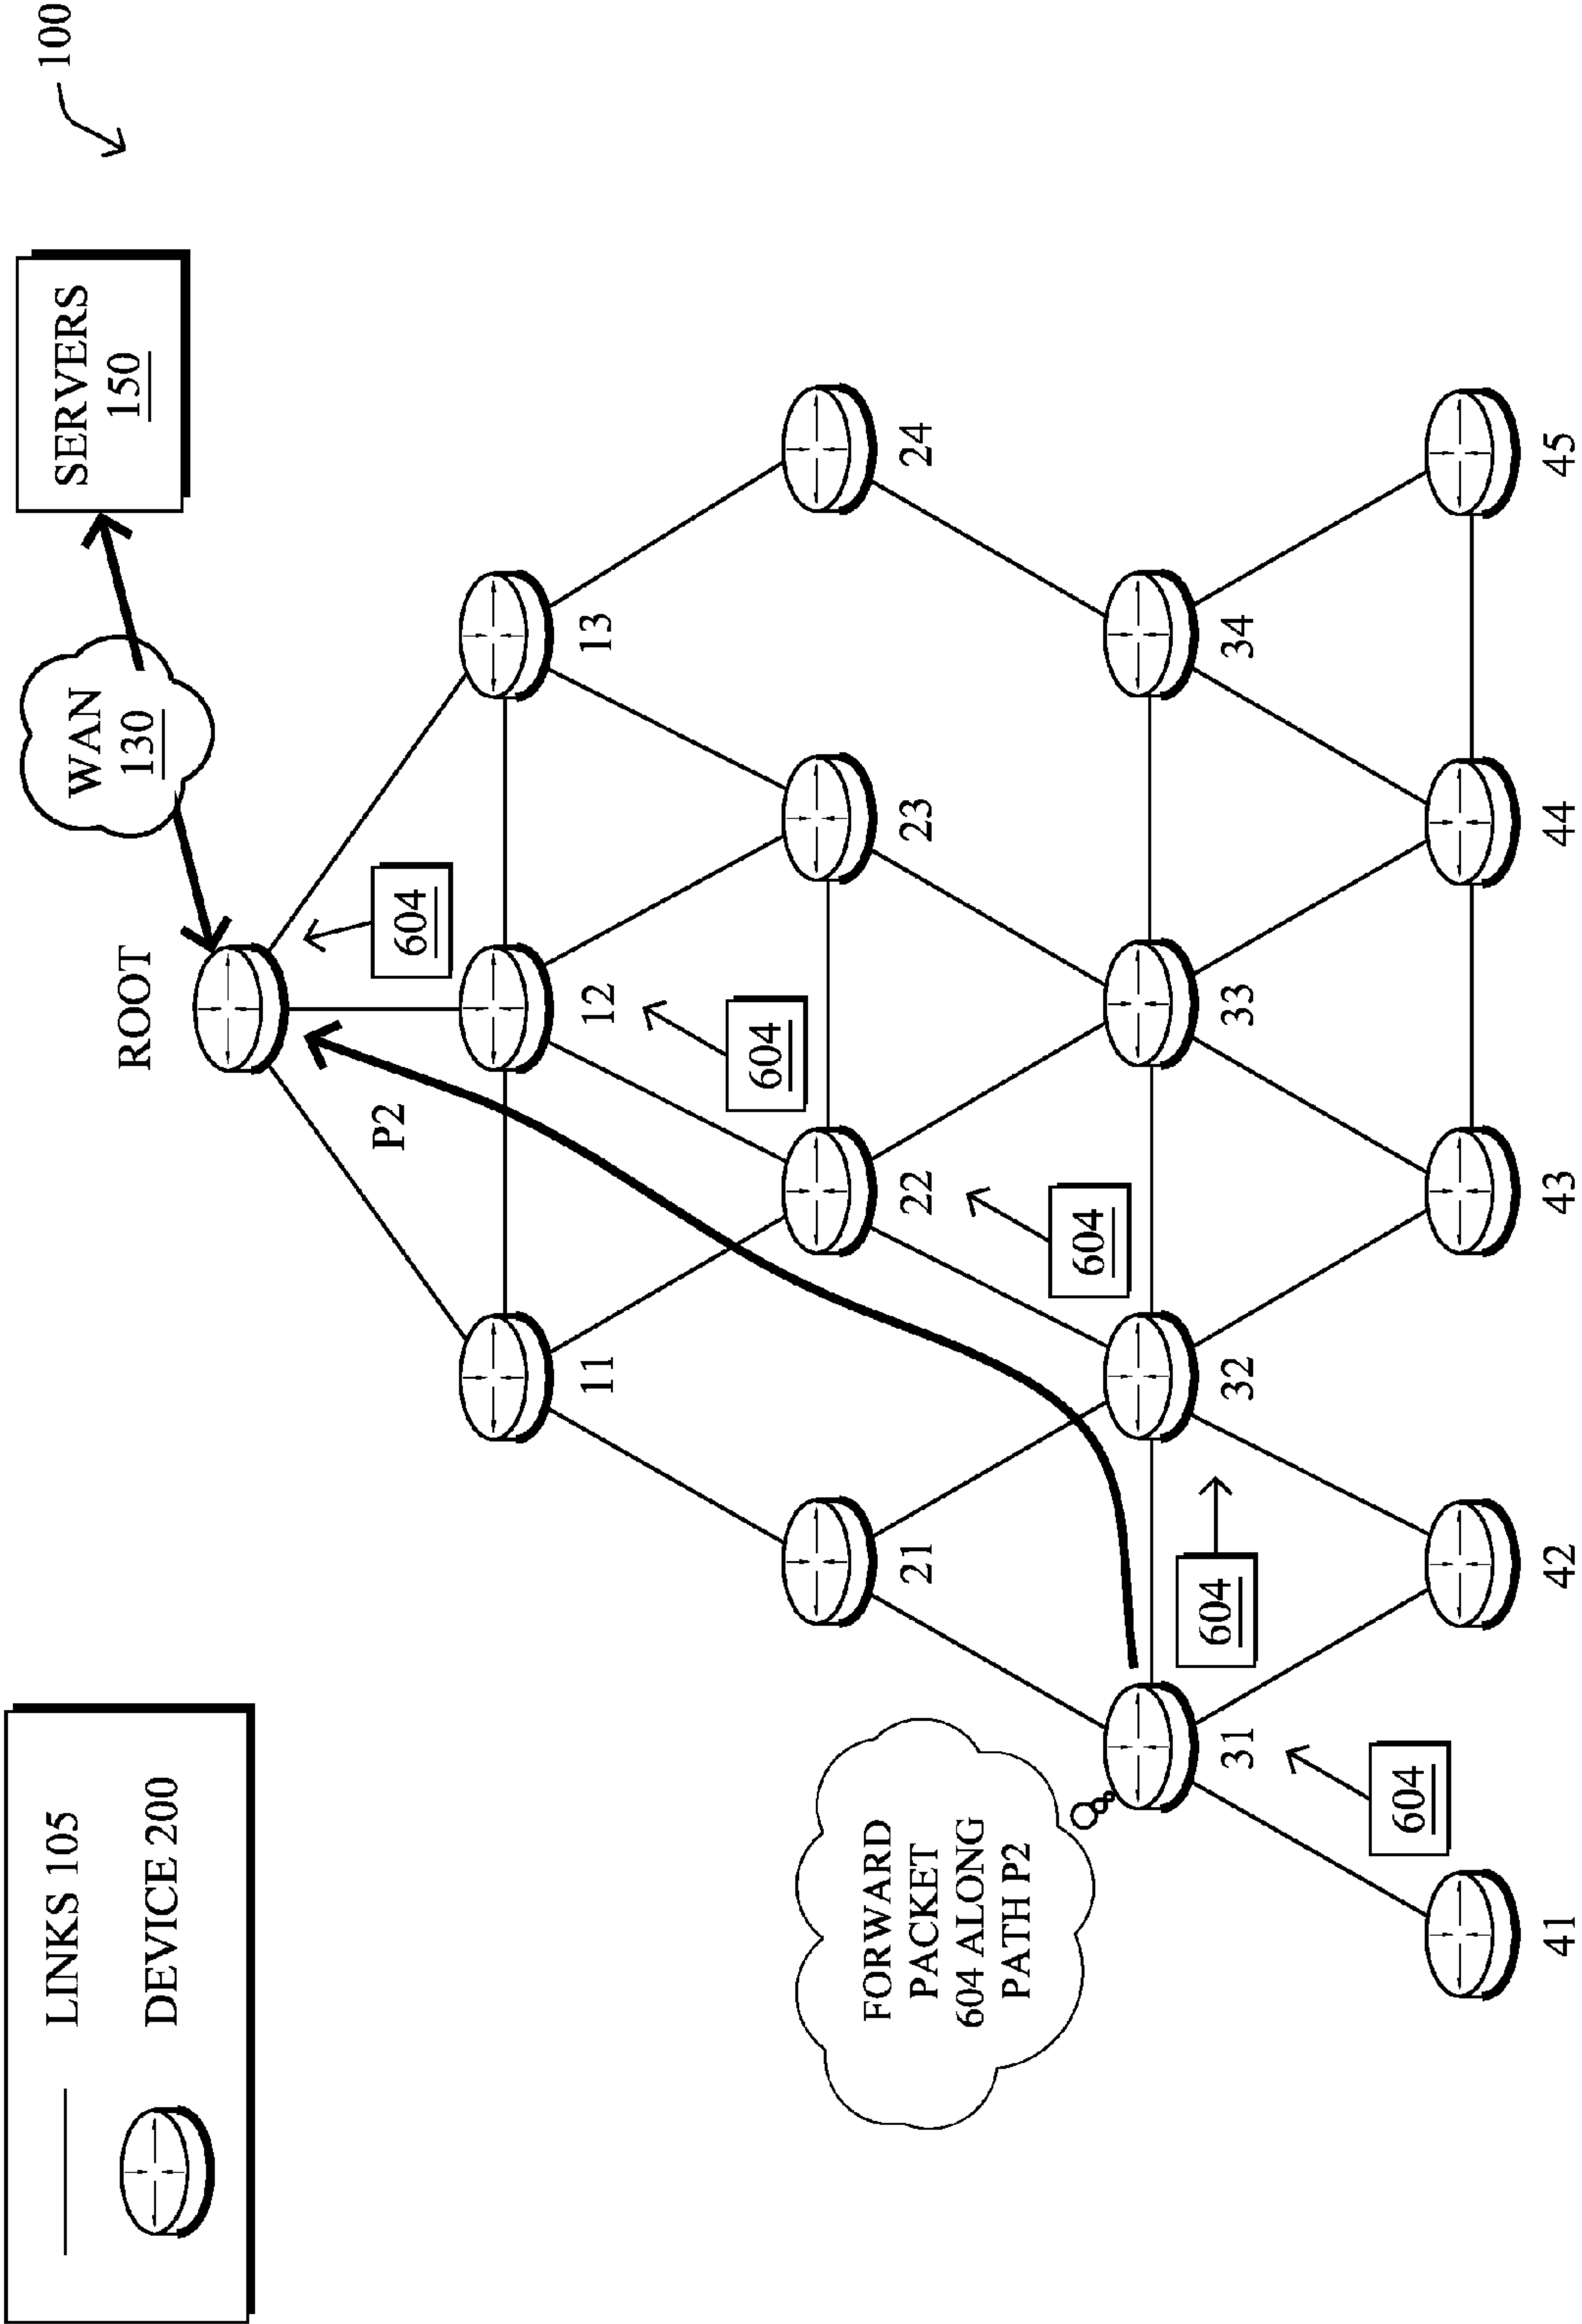 LINKS 105
DEVICE 200
ROOT
WAN
130
SERVERS
150
100
P2
604
11
12
13
604
21
22
23
24
604
FORWARD
PACKET
604 ALONG
PATH P2
604
31
32
33
34
604
41
42
43
44
45